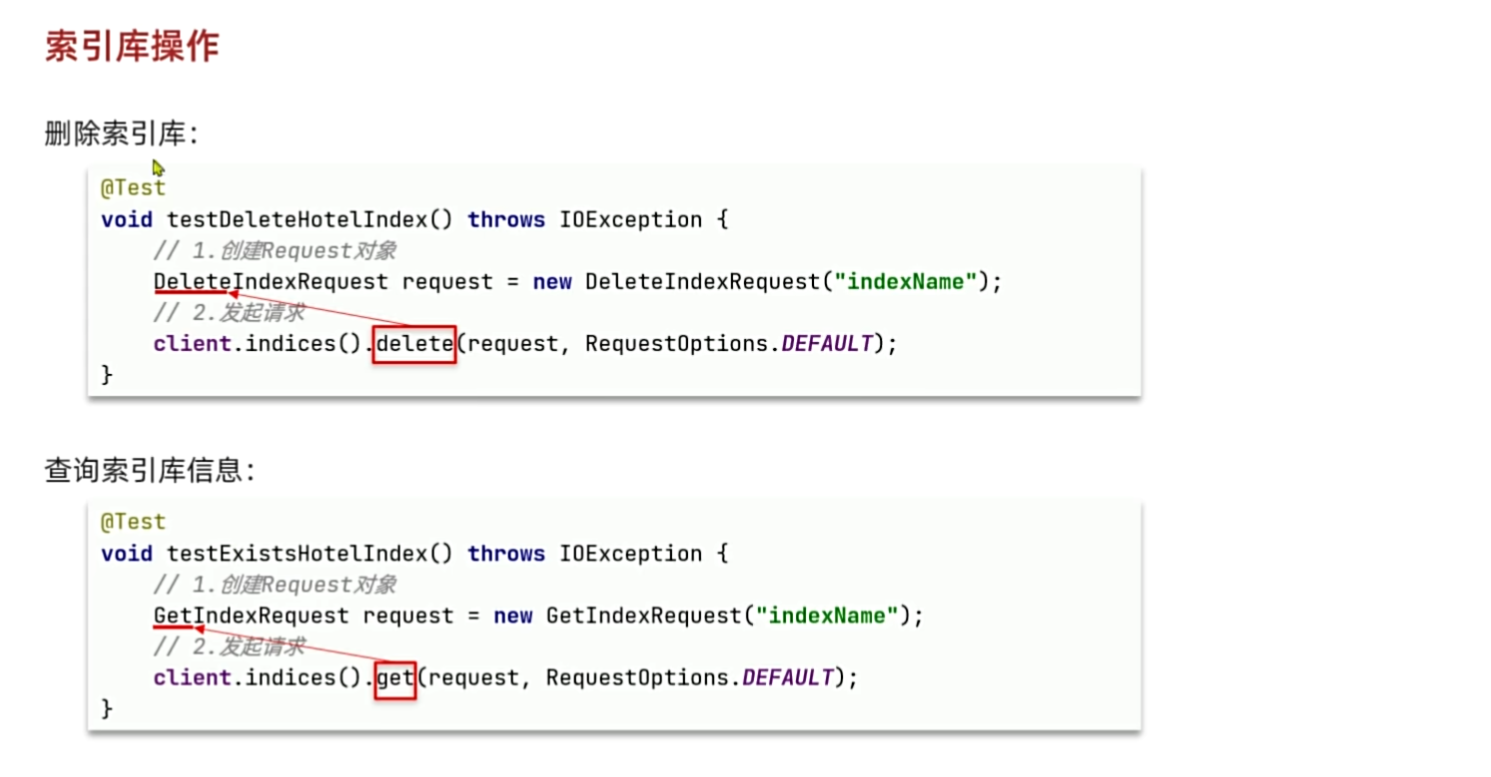 索引库操作
删除索引库：
@Test
void testDeleteHotelIndex() throws IOException {
    // 1.创建Request对象
    DeleteIndexRequest request = new DeleteIndexRequest("indexName");
    // 2.发起请求
    client.indices().delete(request, RequestOptions.DEFAULT);
}
查询索引库信息：
@Test
void testExistsHotelIndex() throws IOException {
    // 1.创建Request对象
    GetIndexRequest request = new GetIndexRequest("indexName");
    // 2.发起请求
    client.indices().get(request, RequestOptions.DEFAULT);
}